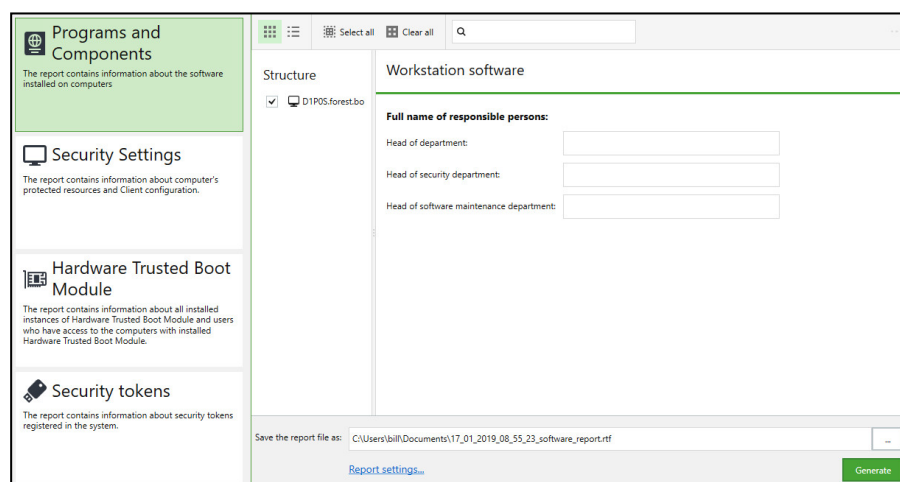 Programs and
Components
The report contains information about the software
installed on computers
Security Settings
The report contains information about computer's
protected resources and Client configuration.
Hardware Trusted Boot
Module
The report contains information about all installed
instances of Hardware Trusted Boot Module and users
who have access to the computers with installed
Hardware Trusted Boot Module.
Security tokens
The report contains information about security tokens
registered in the system.
Select all
Clear all
Structure
D1P05.forest.bo
Workstation software
Full name of responsible persons:
Head of department:
Head of security department:
Head of software maintenance department:
Save the report file as:
C:\Users\bill\Documents\17_01_2019_08_55_23_software_report.rtf
...
Report settings...
Generate